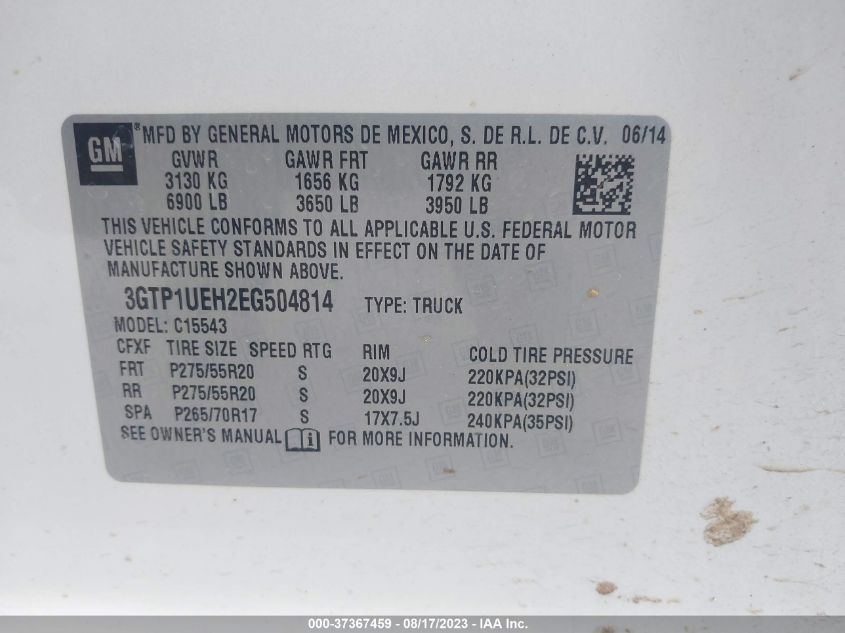 GM ® MFD BY GENERAL MOTORS DE MEXICO, S. DE R.L. DE C.V. 06/14
GVWR GAWR FRT GAWR RR
3130 KG 1656 KG 1792 KG
6900 LB 3650 LB 3950 LB
THIS VEHICLE CONFORMS TO ALL APPLICABLE U.S. FEDERAL MOTOR
VEHICLE SAFETY STANDARDS IN EFFECT ON THE DATE OF
MANUFACTURE SHOWN ABOVE.
3GTP1UEH2EG504814 TYPE: TRUCK
MODEL: C15543
CFXF TIRE SIZE SPEED RTG RIM COLD TIRE PRESSURE
FRT P275/55R20 S 20X9J 220KPA(32PSI)
RR P275/55R20 S 20X9J 220KPA(32PSI)
SPA P265/70R17 S 17X7.5J 240KPA(35PSI)
SEE OWNER'S MANUAL i FOR MORE INFORMATION.
000-37367459 - 08/17/2023 - IAA Inc.